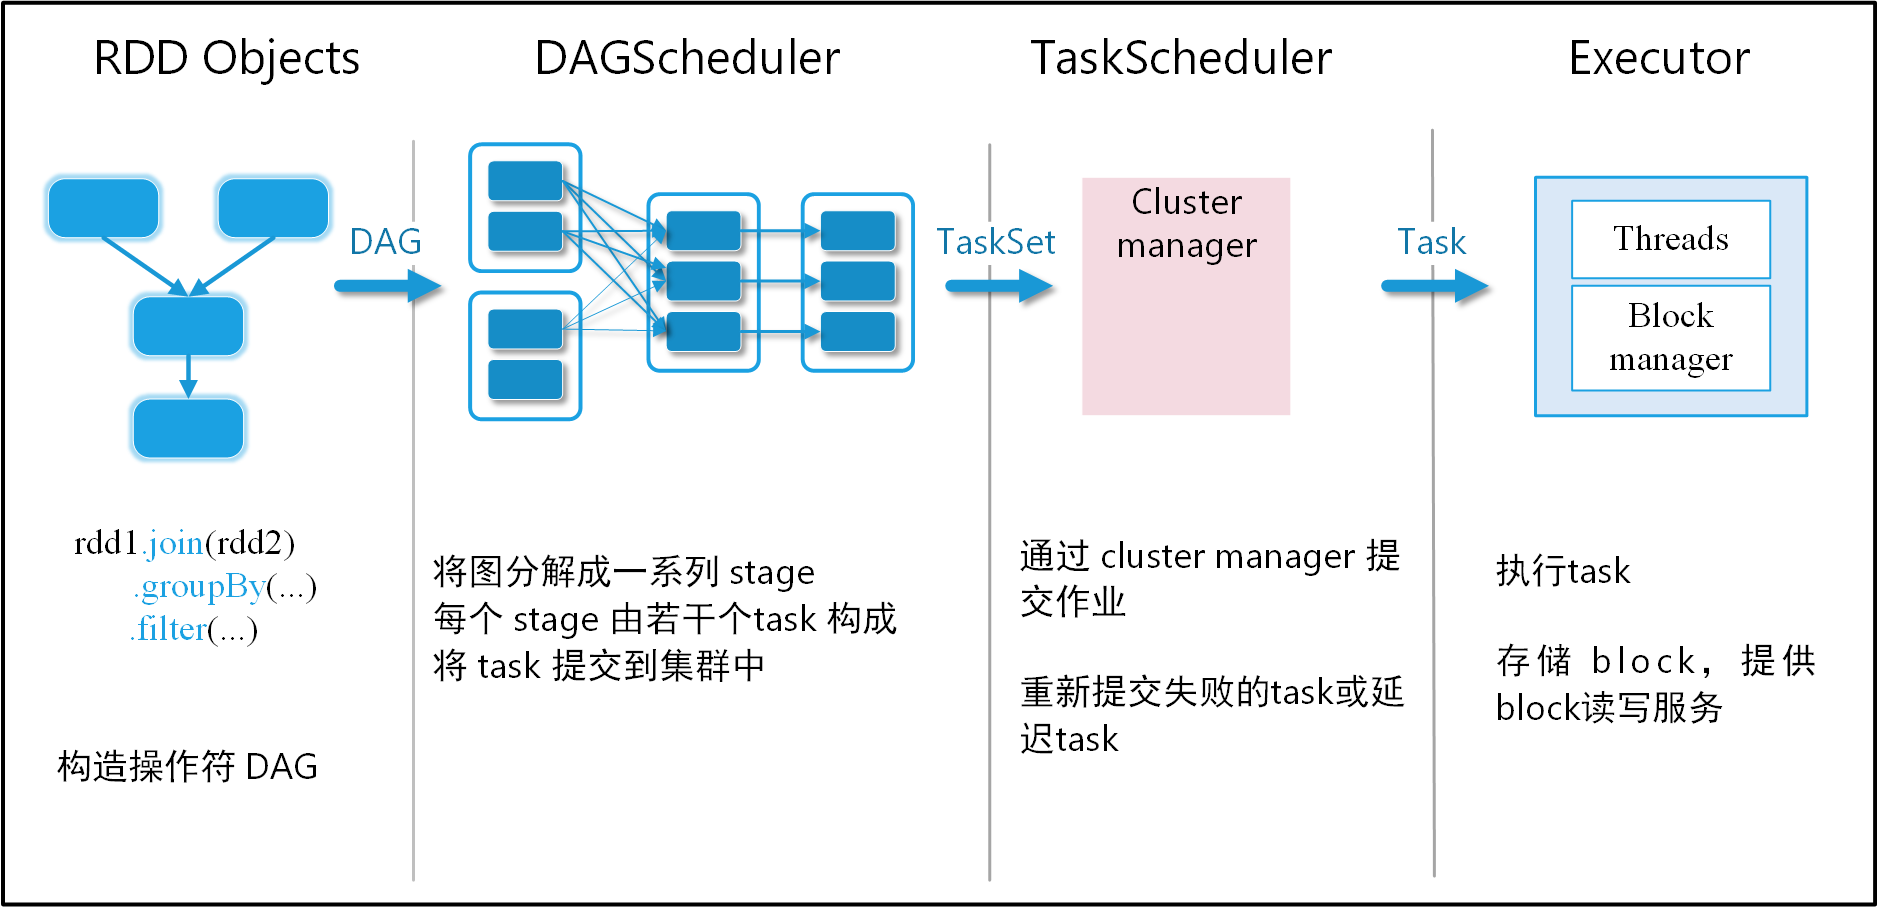 RDD Objects
DAGScheduler
TaskScheduler
Executor
DAG
TaskSet
Cluster
manager
Task
Threads
Block
manager
rdd1.join(rdd2)
.groupBy(...)
.filter(...)
构造操作符 DAG
将图分解成一系列 stage
每个 stage 由若干个task 构成
将 task 提交到集群中
通过 cluster manager 提
交作业
重新提交失败的task或延
迟task
执行task
存储 block，提供
block读写服务